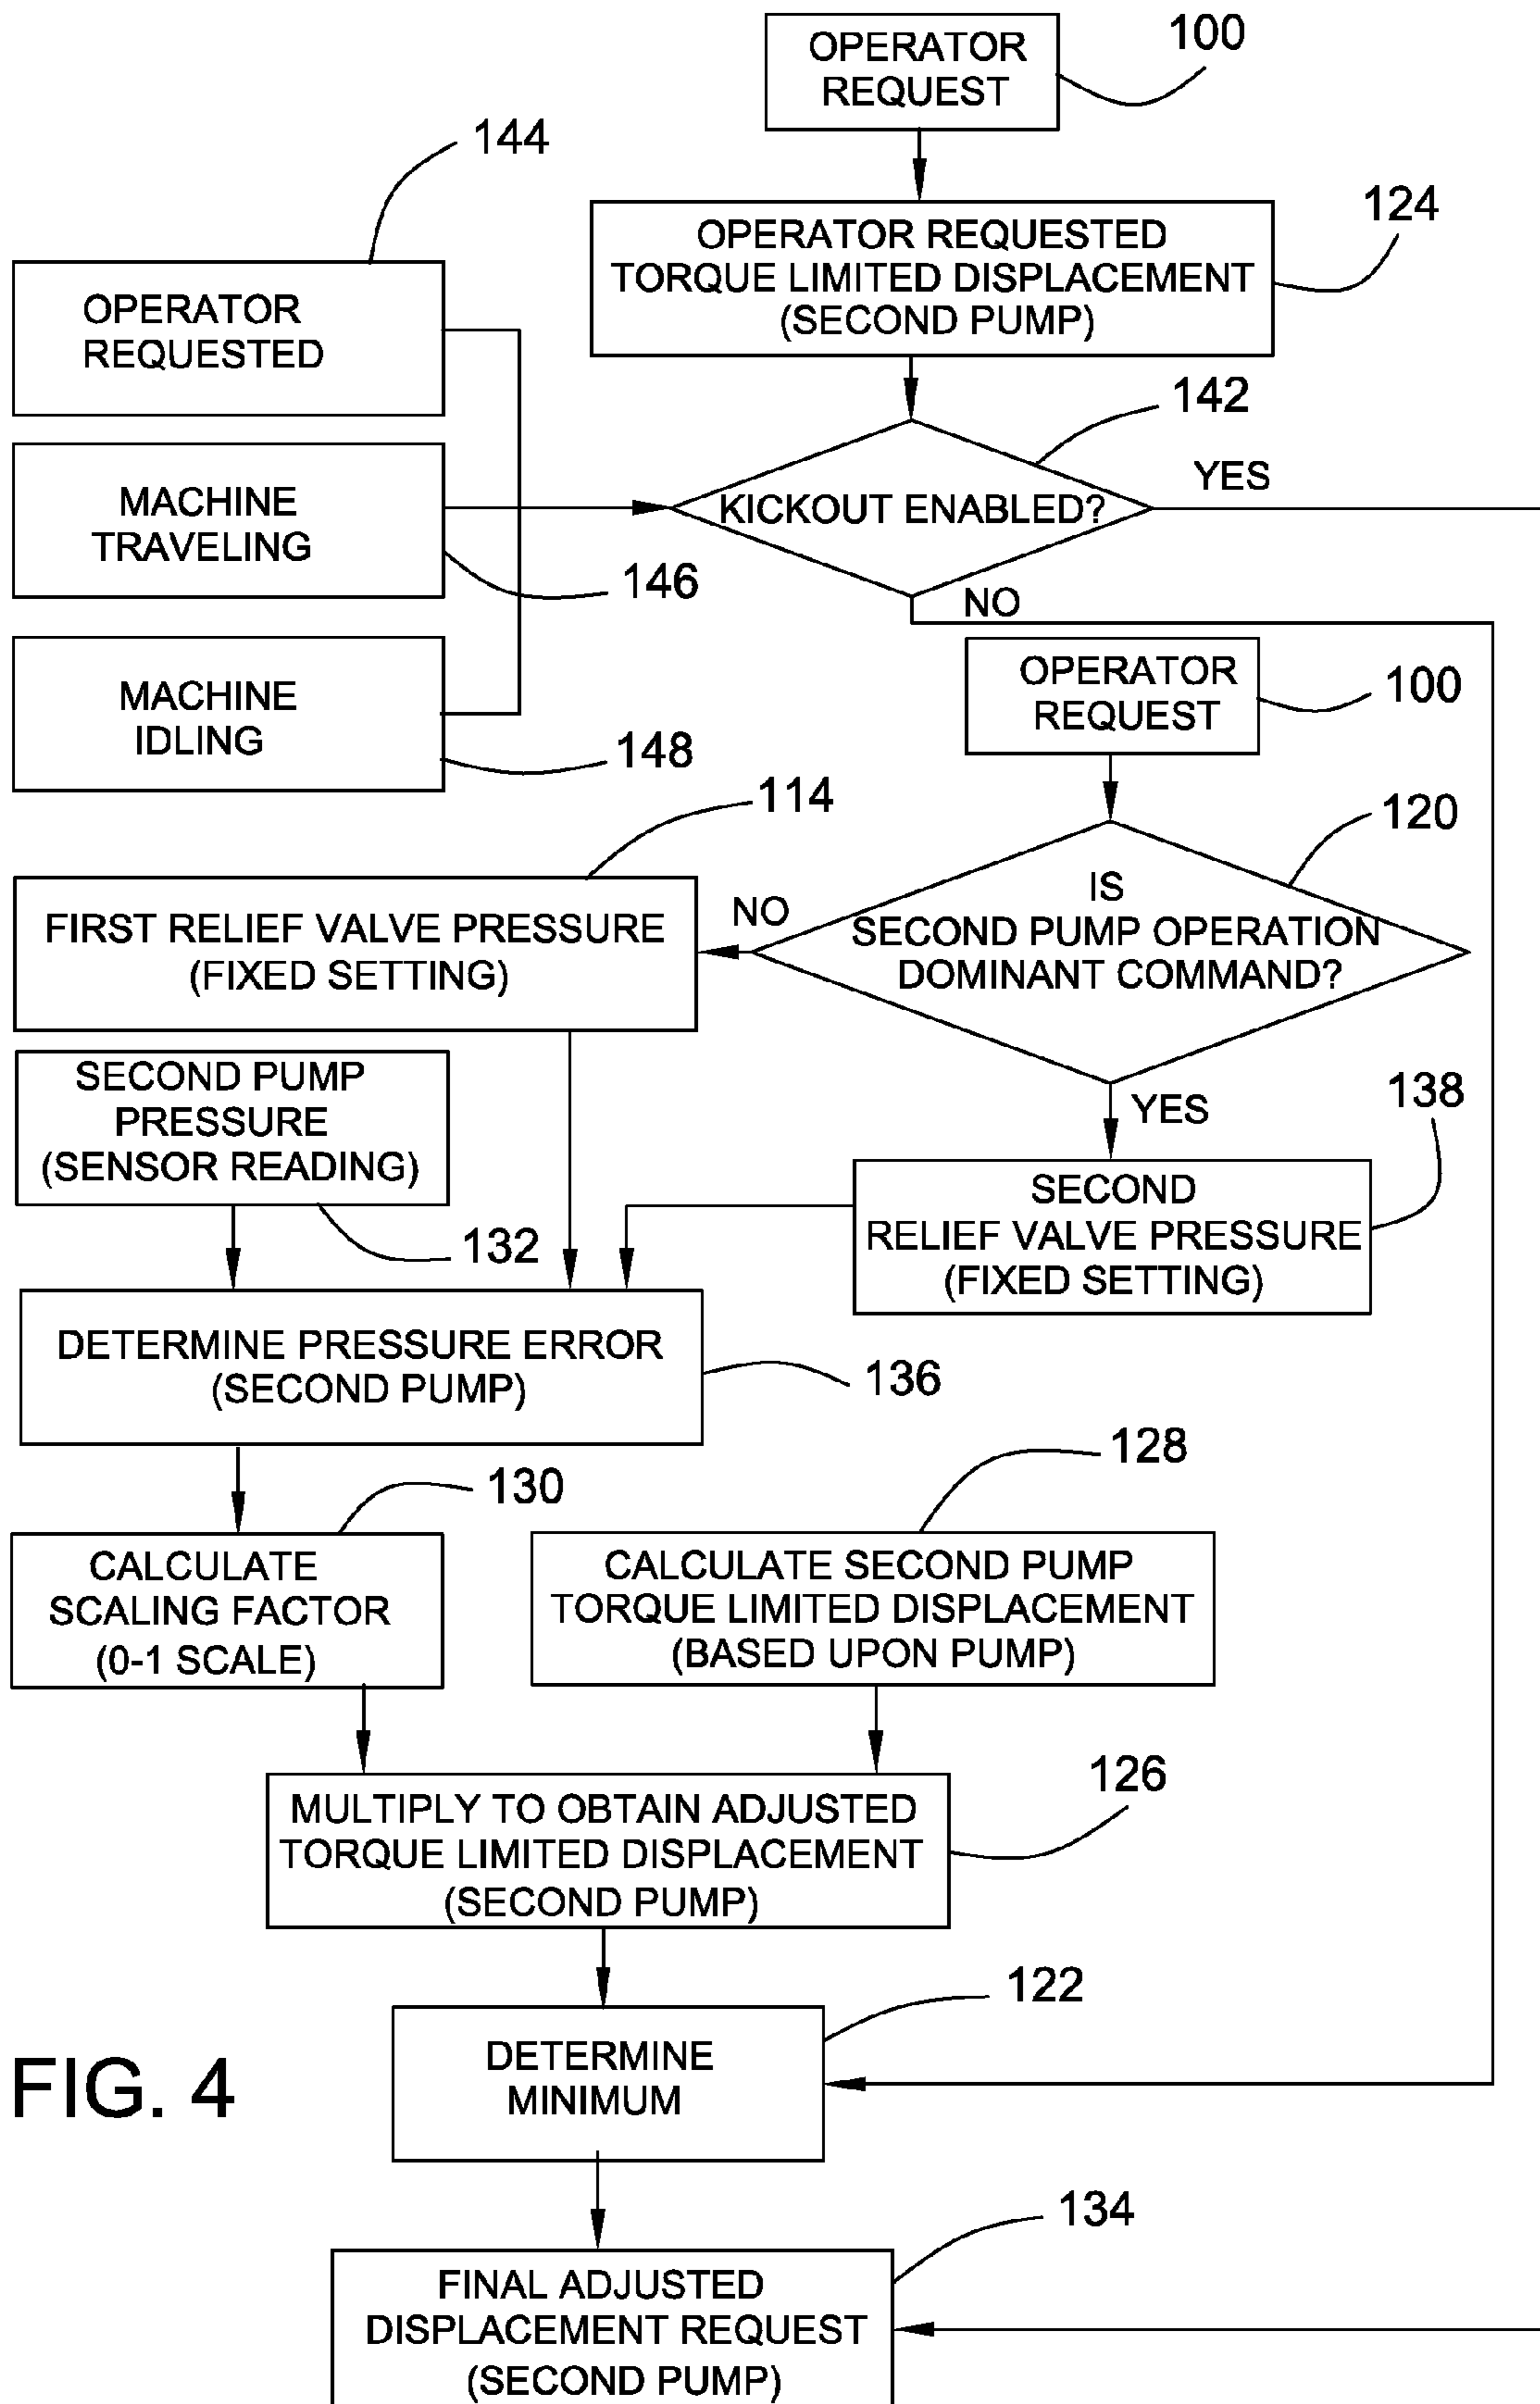 OPERATOR
REQUEST
100
144
OPERATOR REQUESTED
TORQUE LIMITED DISPLACEMENT
(SECOND PUMP)
124
OPERATOR
REQUESTED
142
KICKOUT ENABLED?
YES
MACHINE
TRAVELING
146
NO
OPERATOR
REQUEST
100
MACHINE
IDLING
148
114
120
FIRST RELIEF VALVE PRESSURE
(FIXED SETTING)
NO
IS
SECOND PUMP OPERATION
DOMINANT COMMAND?
SECOND PUMP
PRESSURE
(SENSOR READING)
132
YES
138
SECOND
RELIEF VALVE PRESSURE
(FIXED SETTING)
DETERMINE PRESSURE ERROR
(SECOND PUMP)
136
130
128
CALCULATE
SCALING FACTOR
(0-1 SCALE)
CALCULATE SECOND PUMP
TORQUE LIMITED DISPLACEMENT
(BASED UPON PUMP)
126
MULTIPLY TO OBTAIN ADJUSTED
TORQUE LIMITED DISPLACEMENT
(SECOND PUMP)
122
DETERMINE
MINIMUM
FIG. 4
134
FINAL ADJUSTED
DISPLACEMENT REQUEST
(SECOND PUMP)